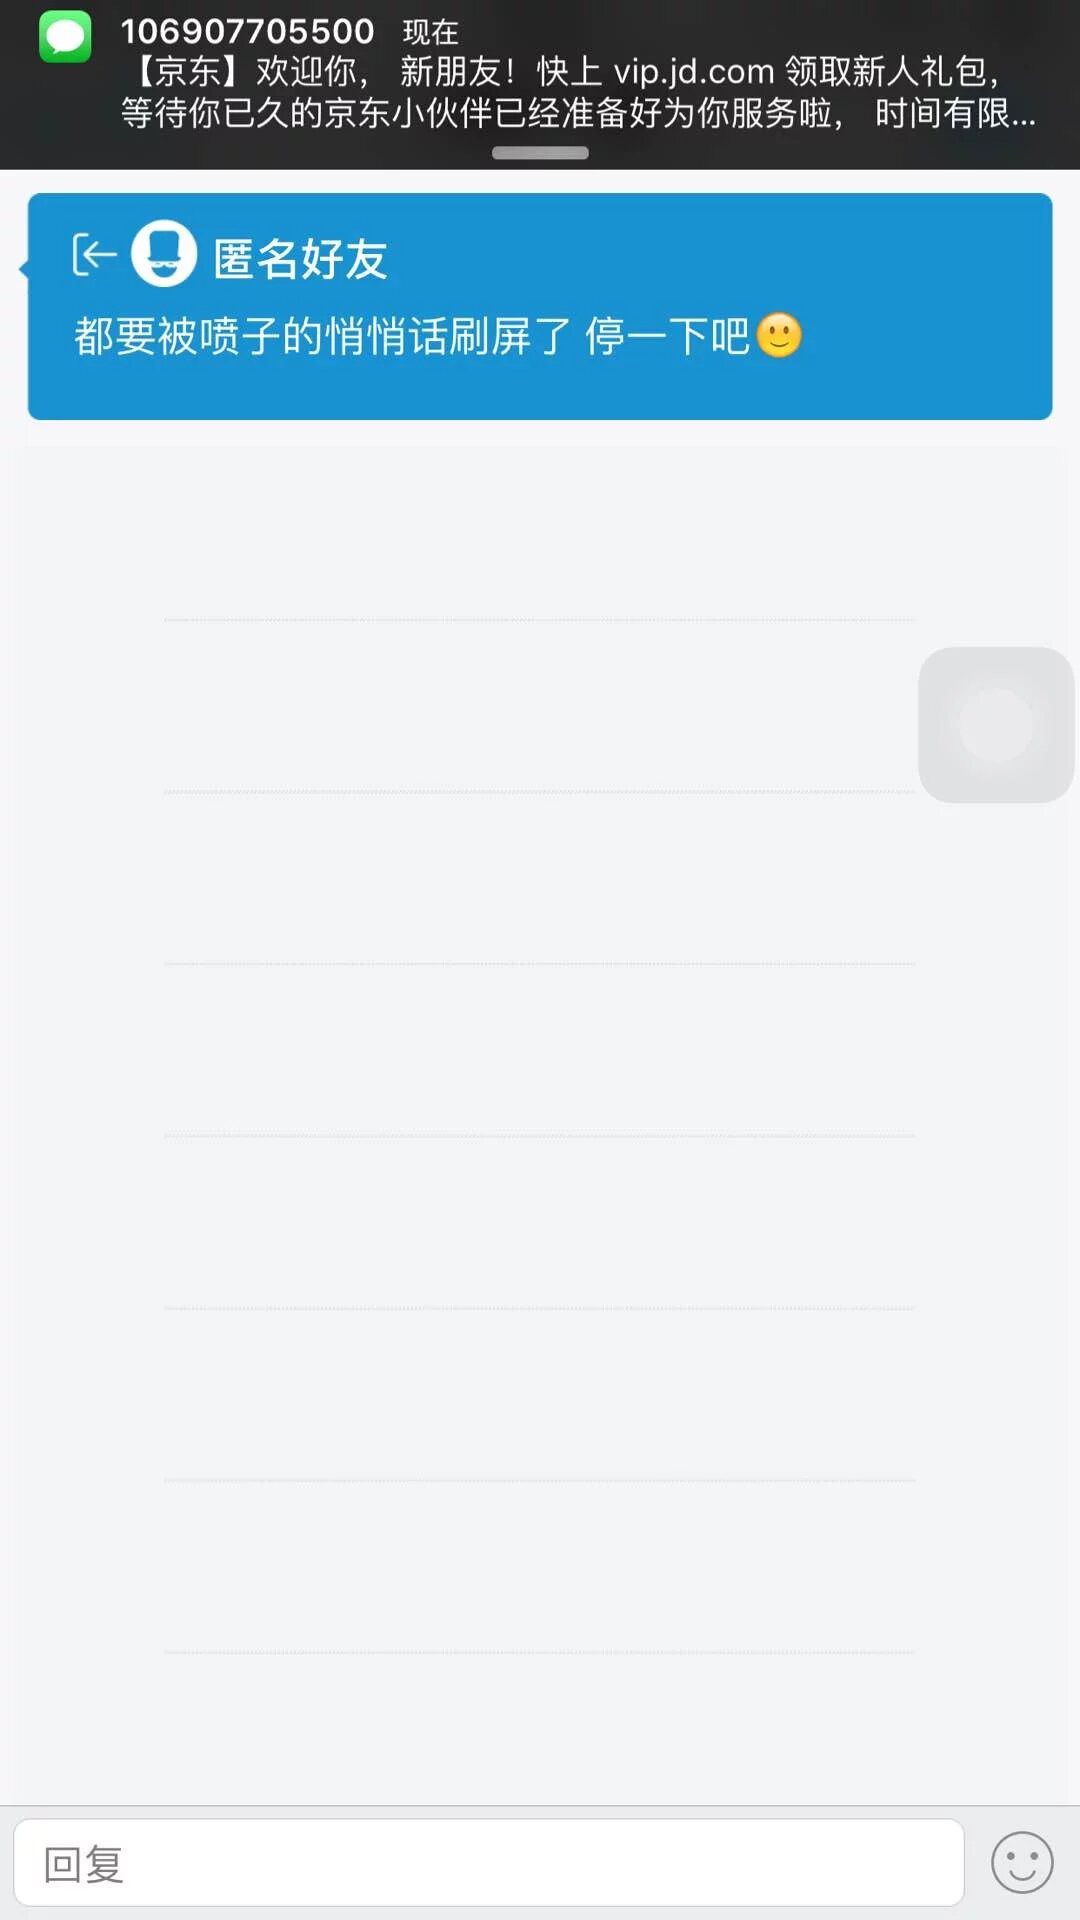 106907705500 现在
【京东】欢迎你， 新朋友！快上 vip.jd.com 领取新人礼包，
等待你已久的京东小伙伴已经准备好为你服务啦， 时间有限...
匿名好友
都要被喷子的悄悄话刷屏了 停一下吧🙂
回复